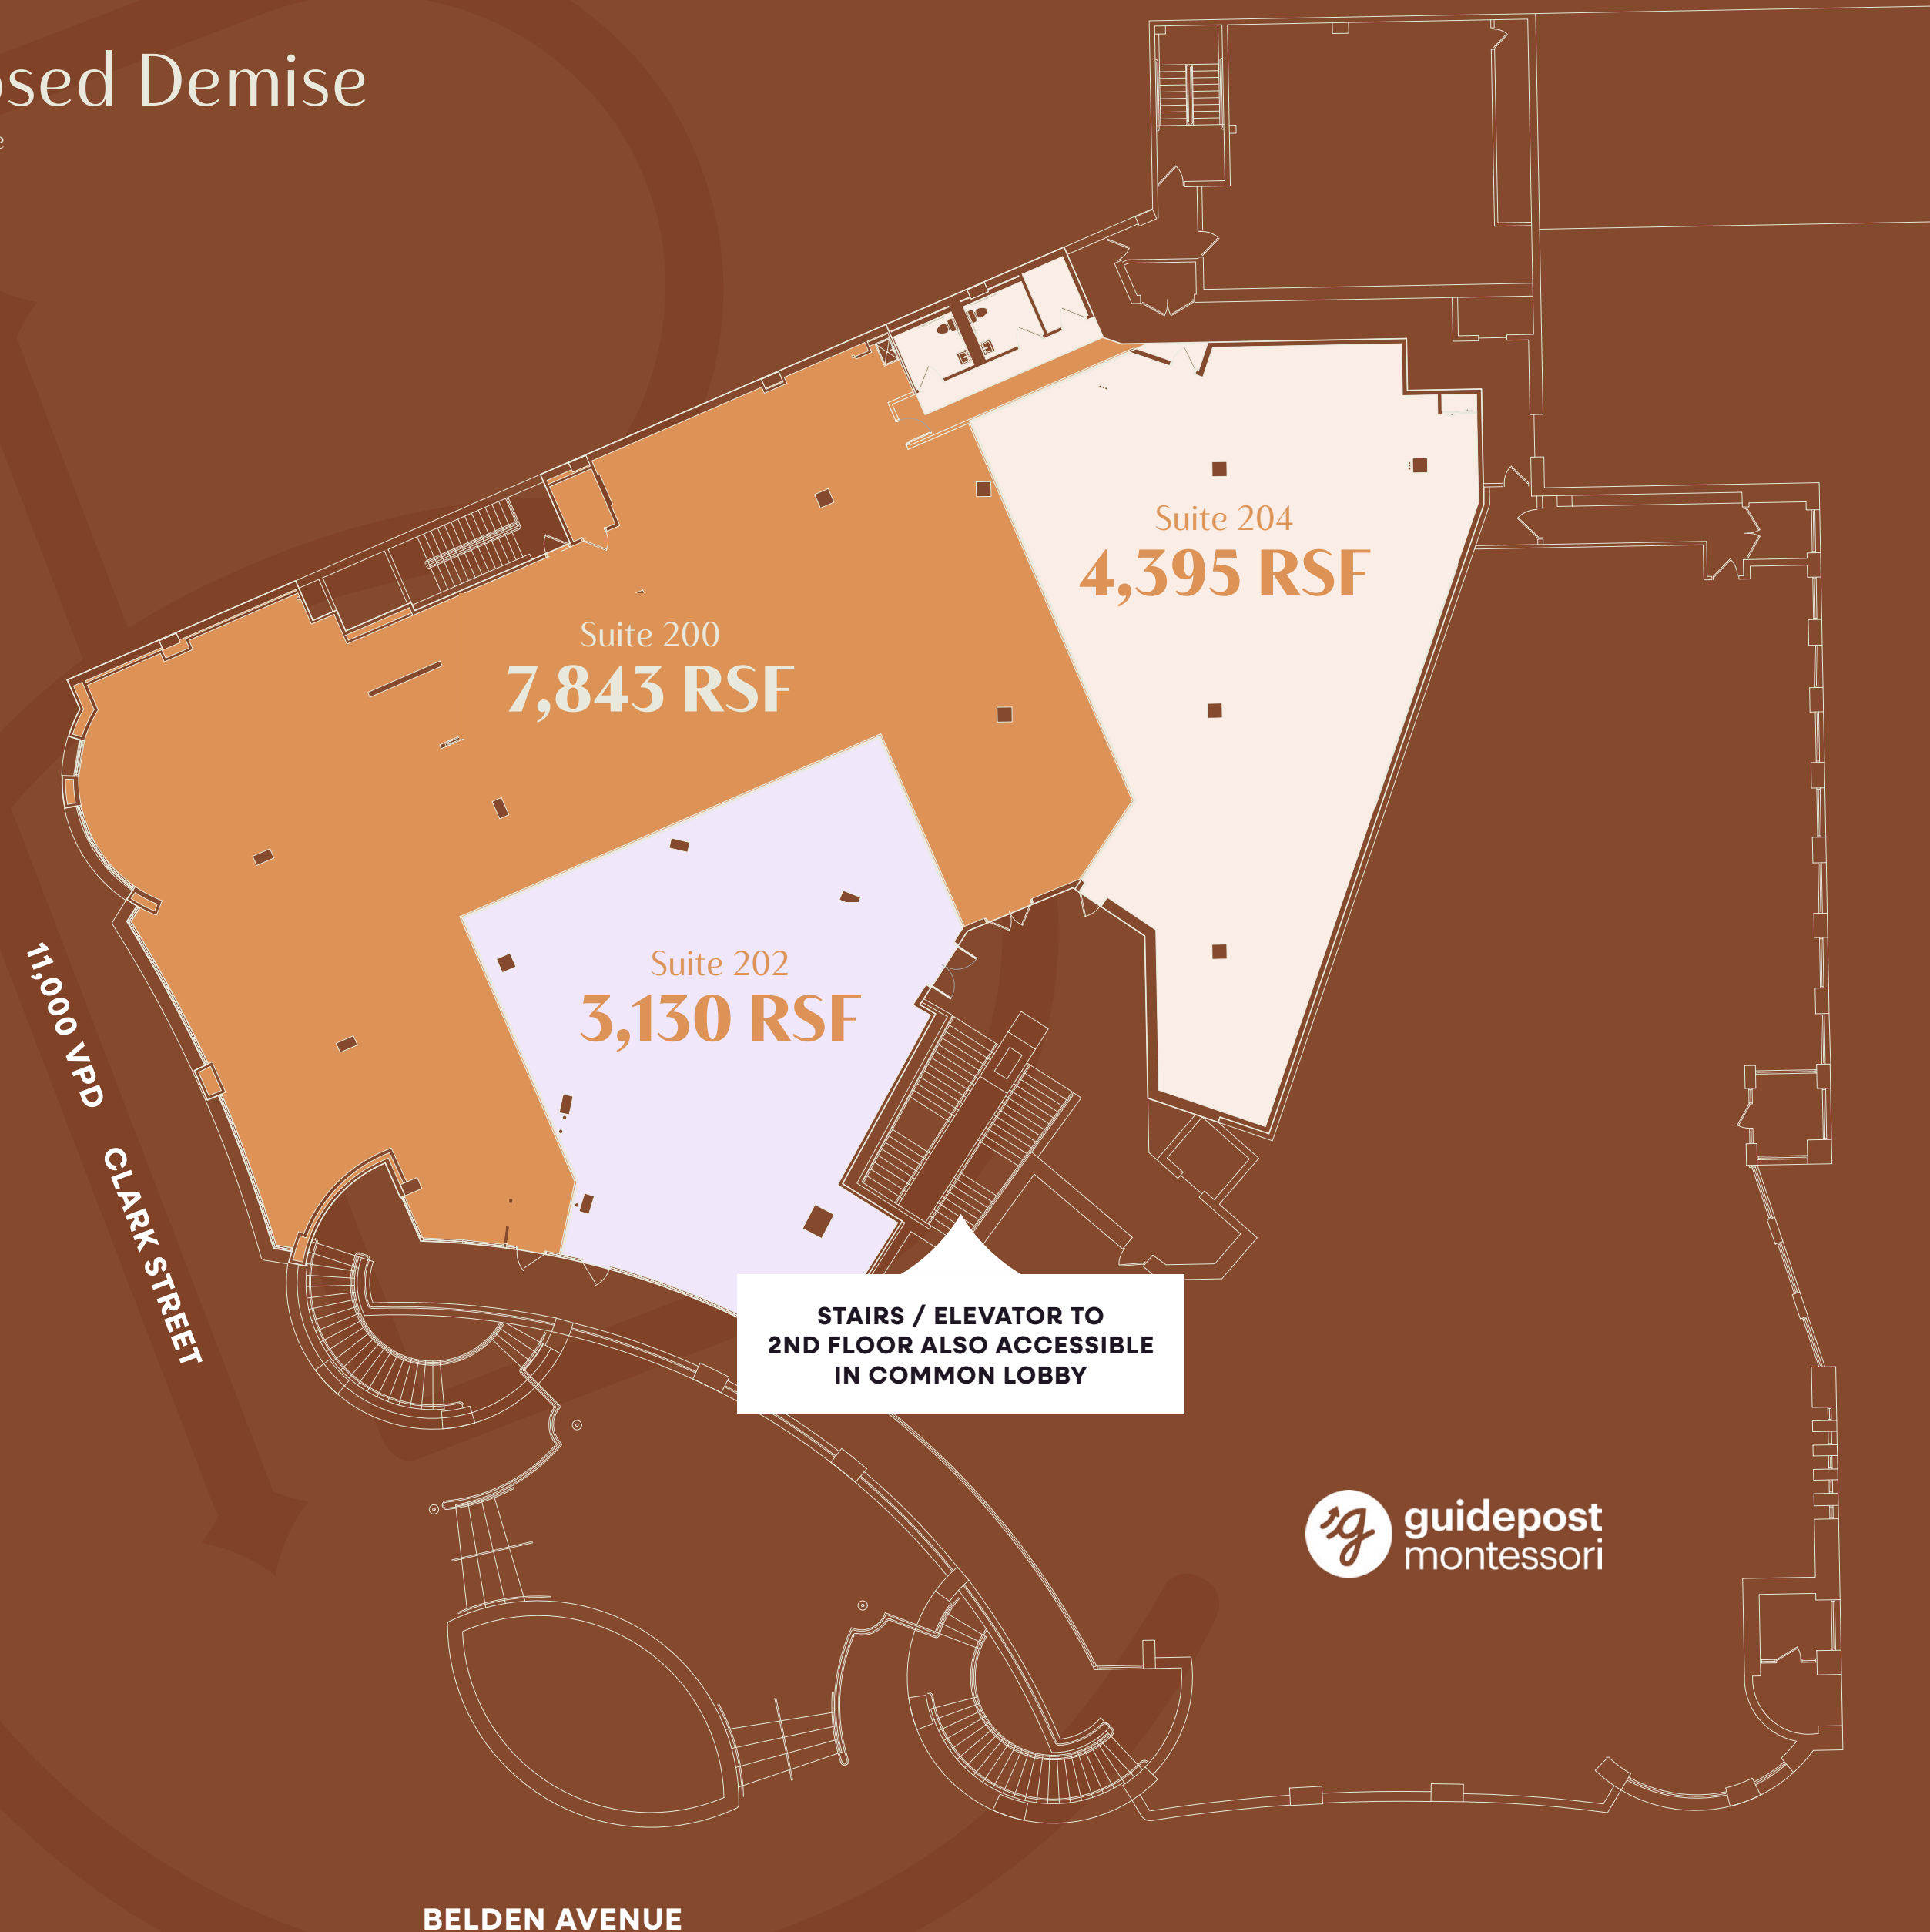 osed Demise
e
Suite 204
4,395 RSF
Suite 200
7,843 RSF
Suite 202
3,130 RSF
11,000 VPD CLARK STREET
STAIRS / ELEVATOR TO
2ND FLOOR ALSO ACCESSIBLE
IN COMMON LOBBY
g guidepost
montessori
BELDEN AVENUE